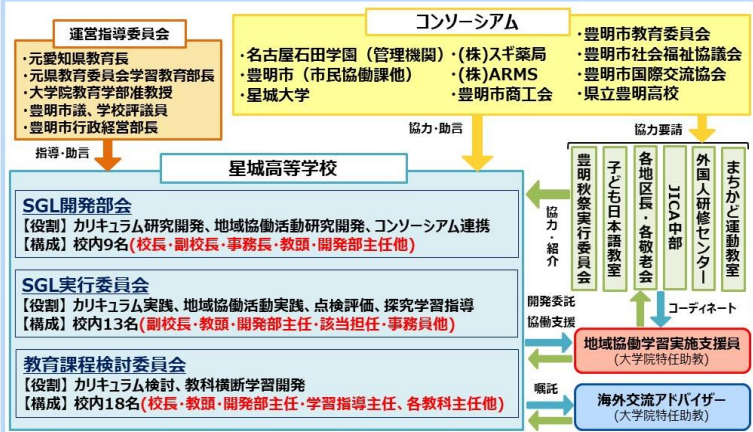 運営指導委員会
・元愛知県教育長
・元県教育委員会学習教育部長
・大学院教育学部准教授
・豊明市議、学校評議員
・豊明市行政経営部長
指導・助言
コンソーシアム
・名古屋石田学園（管理機関）
・豊明市（市民協働課他）
・星城大学
・(株)スギ薬局
・(株)ARMS
・豊明市商工会
・豊明市教育委員会
・豊明市社会福祉協議会
・豊明市国際交流協会
・県立豊明高校
協力・助言
協力要請
星城高等学校
SGL開発部会
【役割】カリキュラム研究開発、地域協働活動研究開発、コンソーシアム連携
【構成】校内9名(校長・副校長・事務長・教頭・開発部主任他)
SGL実行委員会
【役割】カリキュラム実践、地域協働活動実践、点検評価、探究学習指導
【構成】校内13名(副校長・教頭・開発部主任・該当担任・事務員他)
教育課程検討委員会
【役割】カリキュラム検討、教科横断学習開発
【構成】校内18名(校長・教頭・開発部主任・学習指導主任、各教科主任他)
協力・紹介
豊明秋祭実行委員会
子ども日本語教室
各地区長・各敬老会
JICA中部
外国人研修センター
まちかど運動教室
開発委託
協働支援
コーディネート
地域協働学習実施支援員
(大学院特任助教)
嘱託
海外交流アドバイザー
(大学院特任助教)